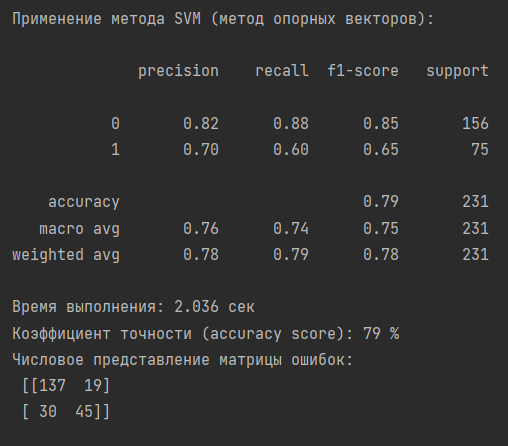 Применение метода SVM (метод опорных векторов):
precision recall f1-score support
0 0.82 0.88 0.85 156
1 0.70 0.60 0.65 75
accuracy 0.79 231
macro avg 0.76 0.74 0.75 231
weighted avg 0.78 0.79 0.78 231
Время выполнения: 2.036 сек
Коэффициент точности (accuracy score): 79 %
Числовое представление матрицы ошибок:
[[137 19]
[ 30 45]]